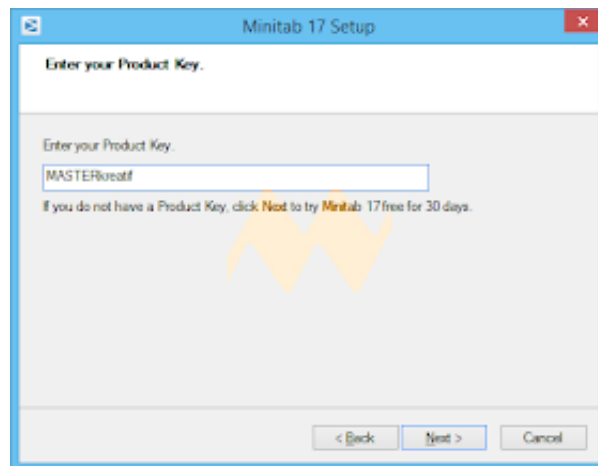 Minitab 17 Setup
Enter your Product Key.
Enter your Product Key.
MASTERkreatif
If you do not have a Product Key, click Next to try Minitab 17 free for 30 days.
< Back
Next >
Cancel